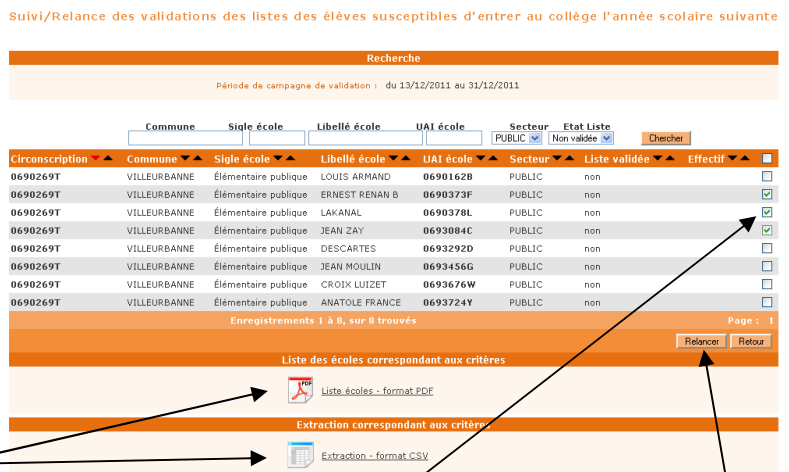 Suivi/Relance des validations des listes des élèves susceptibles d'entrer au collège l'année scolaire suivante
Recherche
Période de campagne de validation : du 13/12/2011 au 31/12/2011
Commune Sigle école Libellé école UAI école Secteur Etat Liste
PUBLIC Non validée Chercher
Circonscription Commune Sigle école Libellé école UAI école Secteur Liste validée Effectif
0690269T VILLEURBANNE Élémentaire publique LOUIS ARMAND 0690162B PUBLIC non
0690269T VILLEURBANNE Élémentaire publique ERNEST RENAN B 0690373F PUBLIC non
0690269T VILLEURBANNE Élémentaire publique LAKANAL 0690378L PUBLIC non
0690269T VILLEURBANNE Élémentaire publique JEAN ZAY 0693084C PUBLIC non
0690269T VILLEURBANNE Élémentaire publique DESCARTES 0693292D PUBLIC non
0690269T VILLEURBANNE Élémentaire publique JEAN MOULIN 0693456G PUBLIC non
0690269T VILLEURBANNE Élémentaire publique CROIX LUIZET 0693676W PUBLIC non
0690269T VILLEURBANNE Élémentaire publique ANATOLE FRANCE 0693724Y PUBLIC non
Enregistrements 1 à 8, sur 8 trouvés Page : 1
Relancer Retour
Liste des écoles correspondant aux critères
PDF Liste écoles - format PDF
Extraction correspondant aux critères
Extraction - format CSV